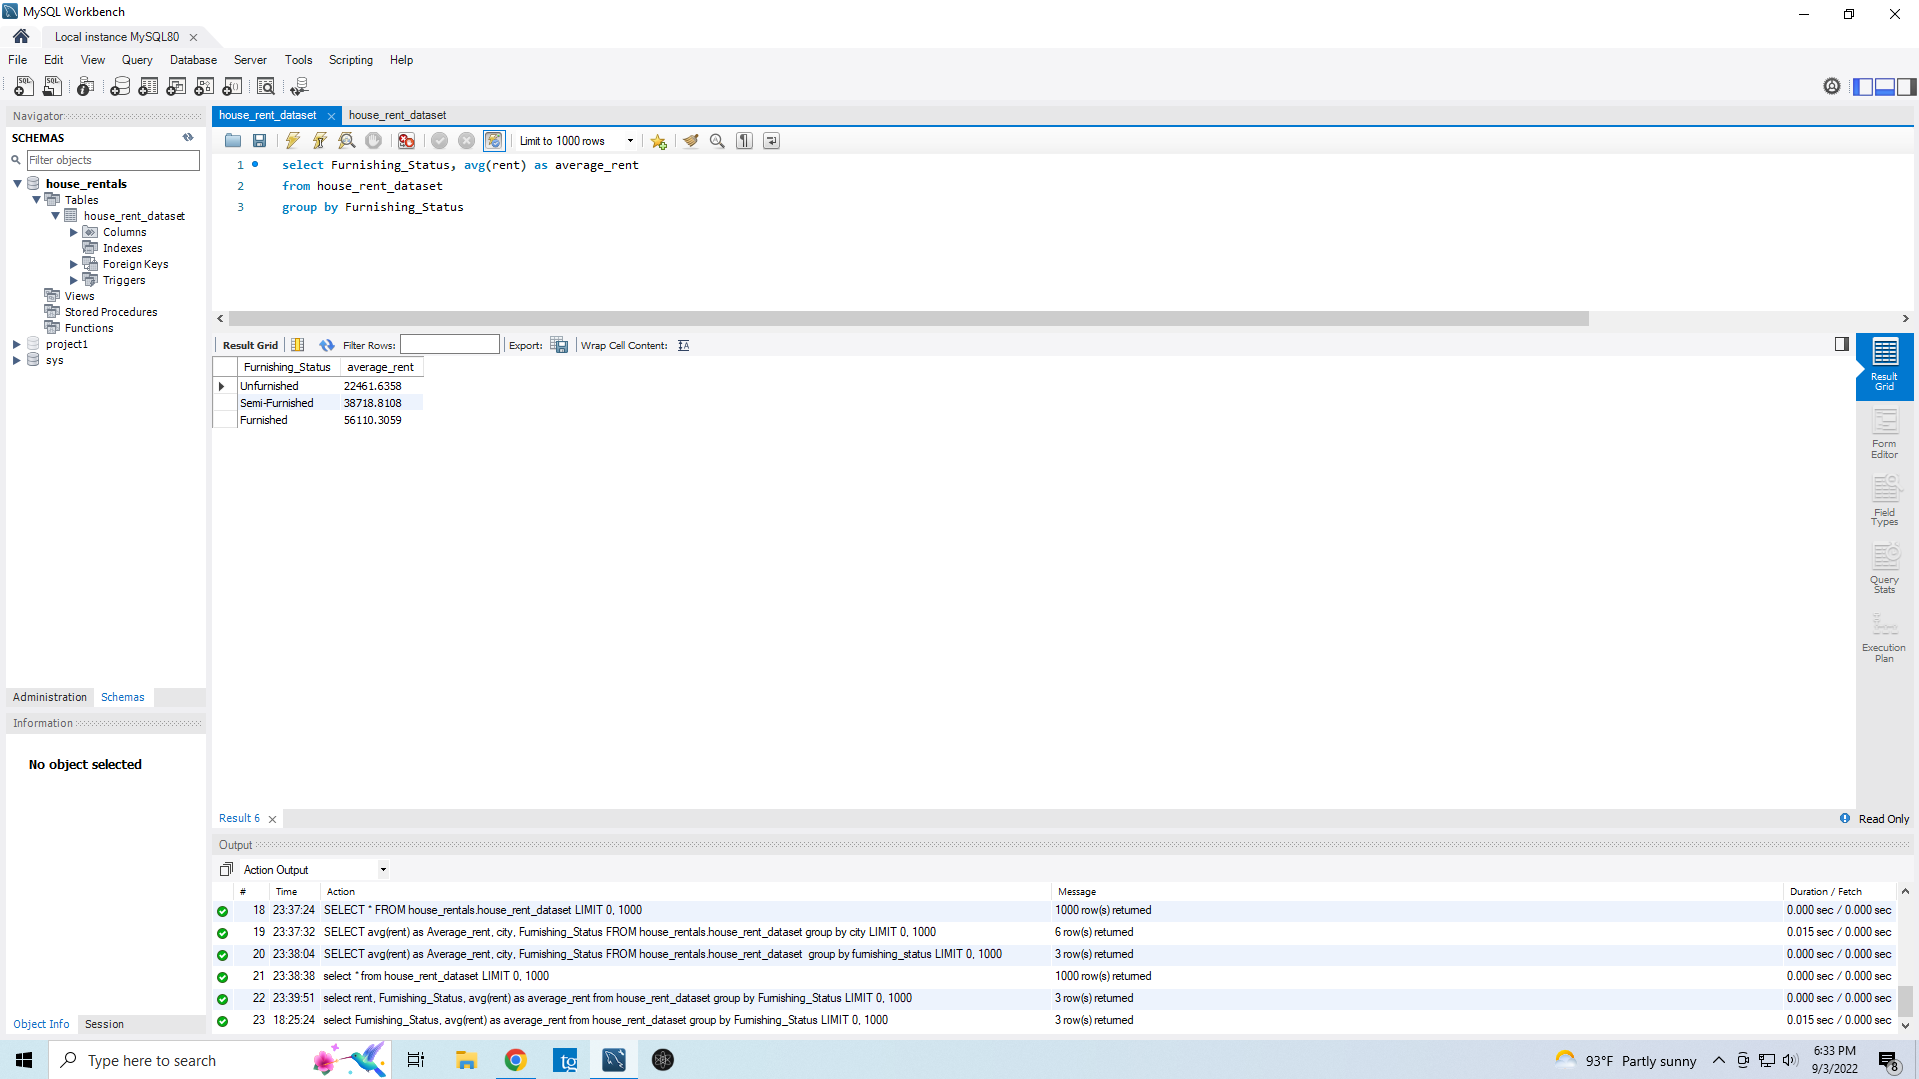 MySQL Workbench
Local instance MySQL80
File Edit View Query Database Server Tools Scripting Help
Navigator
SCHEMAS
Filter objects
house_rentals
Tables
house_rent_dataset
Columns
Indexes
Foreign Keys
Triggers
Views
Stored Procedures
Functions
project1
sys
Administration Schemas
Information
No object selected
Object Info Session
house_rent_dataset house_rent_dataset
Limit to 1000 rows
1 select Furnishing_Status, avg(rent) as average_rent
2 from house_rent_dataset
3 group by Furnishing_Status
Result Grid Filter Rows: Export: Wrap Cell Content:
Furnishing_Status average_rent
Unfurnished 22461.6358
Semi-Furnished 38718.8108
Furnished 56110.3059
Result
Grid
Form
Editor
Field
Types
Query
Stats
Execution
Plan
Result 6 Read Only
Output
Action Output
# Time Action Message Duration / Fetch
18 23:37:24 SELECT * FROM house_rentals.house_rent_dataset LIMIT 0, 1000 1000 row(s) returned 0.000 sec / 0.000 sec
19 23:37:32 SELECT avg(rent) as Average_rent, city, Furnishing_Status FROM house_rentals.house_rent_dataset group by city LIMIT 0, 1000 6 row(s) returned 0.015 sec / 0.000 sec
20 23:38:04 SELECT avg(rent) as Average_rent, city, Furnishing_Status FROM house_rentals.house_rent_dataset group by furnishing_status LIMIT 0, 1000 3 row(s) returned 0.000 sec / 0.000 sec
21 23:38:38 select * from house_rent_dataset LIMIT 0, 1000 1000 row(s) returned 0.000 sec / 0.000 sec
22 23:39:51 select rent, Furnishing_Status, avg(rent) as average_rent from house_rent_dataset group by Furnishing_Status LIMIT 0, 1000 3 row(s) returned 0.000 sec / 0.000 sec
23 18:25:24 select Furnishing_Status, avg(rent) as average_rent from house_rent_dataset group by Furnishing_Status LIMIT 0, 1000 3 row(s) returned 0.015 sec / 0.000 sec
Type here to search
tg
93°F Partly sunny
6:33 PM
9/3/2022
8